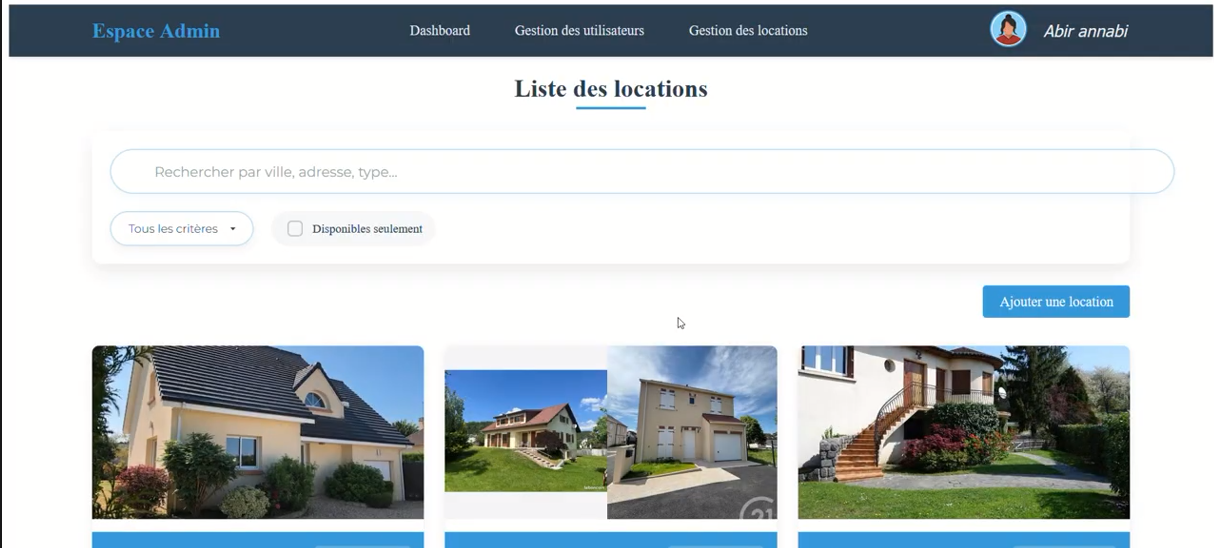 Espace Admin
Dashboard
Gestion des utilisateurs
Gestion des locations
Abir annabi
Liste des locations
Rechercher par ville, adresse, type...
Tous les critères
Disponibles seulement
Ajouter une location
21